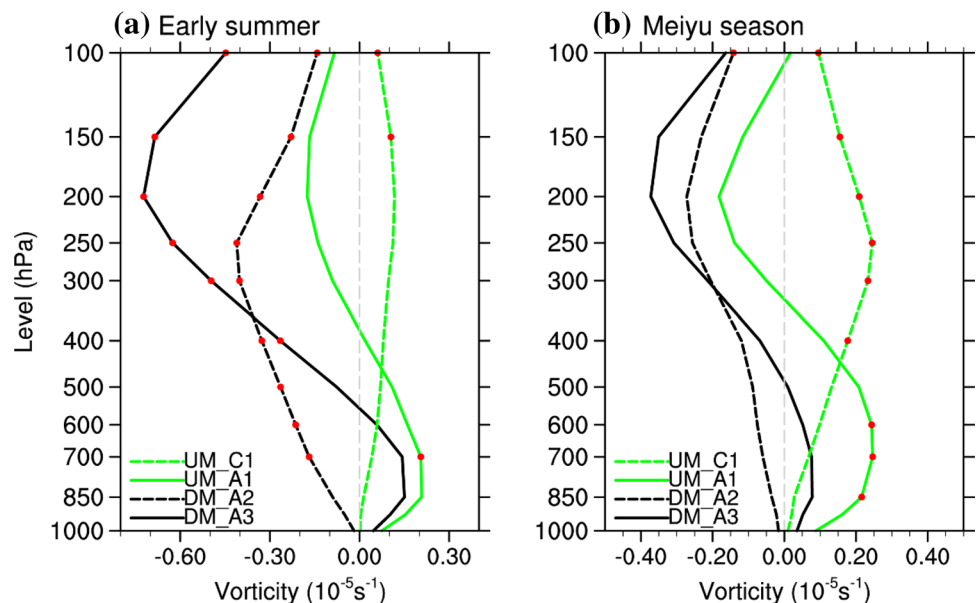 (a) Early summer
100
150
200
250
300
400
500
600
700
850
1000
Level (hPa)
UM_C1
UM_A1
DM_A2
DM_A3
-0.60 -0.30 0.00 0.30
Vorticity (10⁻⁵s⁻¹)
(b) Meiyu season
100
150
200
250
300
400
500
600
700
850
1000
UM_C1
UM_A1
DM_A2
DM_A3
-0.40 -0.20 0.00 0.20 0.40
Vorticity (10⁻⁵s⁻¹)